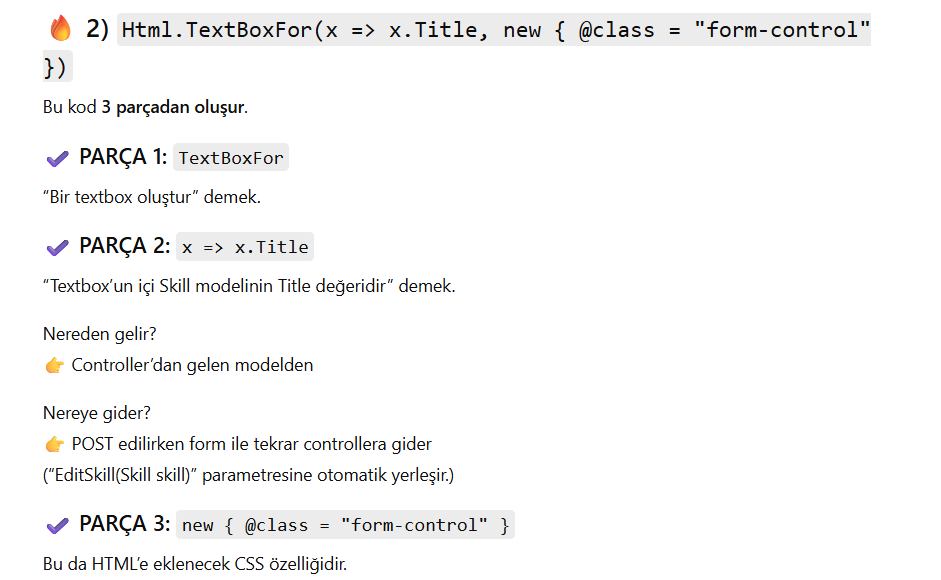 🔥 2) Html.TextBoxFor(x => x.Title, new { @class = "form-control"
})
Bu kod 3 parçadan oluşur.
✔ PARÇA 1: TextBoxFor
“Bir textbox oluştur” demek.
✔ PARÇA 2: x => x.Title
“Textbox’un içi Skill modelinin Title değeridir” demek.
Nereden gelir?
👉 Controller’dan gelen modelden
Nereye gider?
👉 POST edilirken form ile tekrar controllera gider
(“EditSkill(Skill skill)” parametresine otomatik yerleşir.)
✔ PARÇA 3: new { @class = "form-control" }
Bu da HTML’e eklenecek CSS özelliğidir.